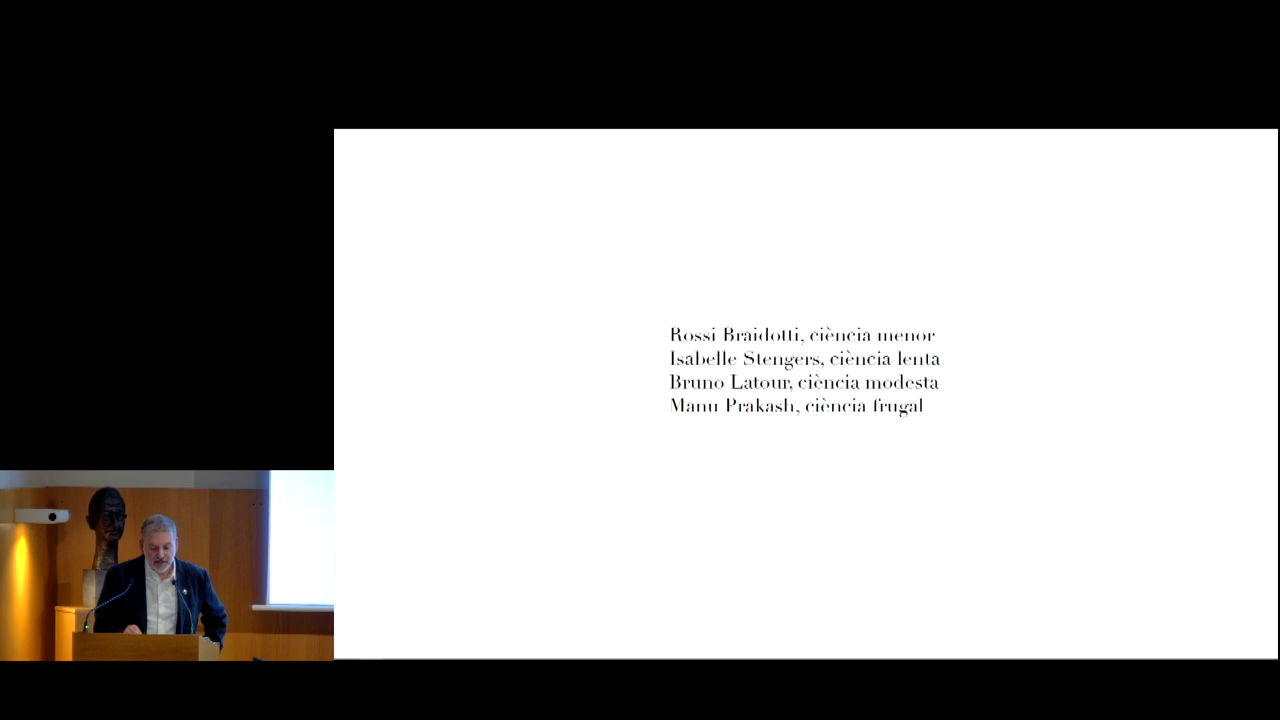 Rossi Braidotti, ciència menor
Isabelle Stengers, ciència lenta
Bruno Latour, ciència modesta
Manu Prakash, ciència frugal